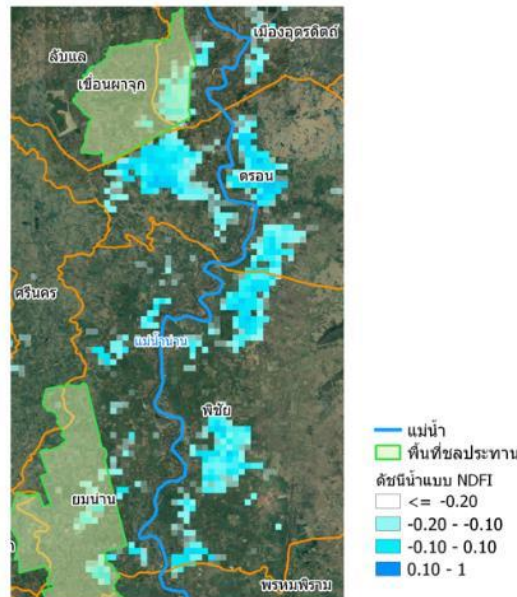 เมืองอุตรดิตถ์
ลับแล
เขื่อนผาจุก
ตรอน
ศรีนคร
แม่น้ำน่าน
พิชัย
ยมน่าน
พรหมพิราม
แม่น้ำ
พื้นที่ชลประทาน
ดัชนีน้ำแบบ NDFI
<= -0.20
-0.20 - -0.10
-0.10 - 0.10
0.10 - 1